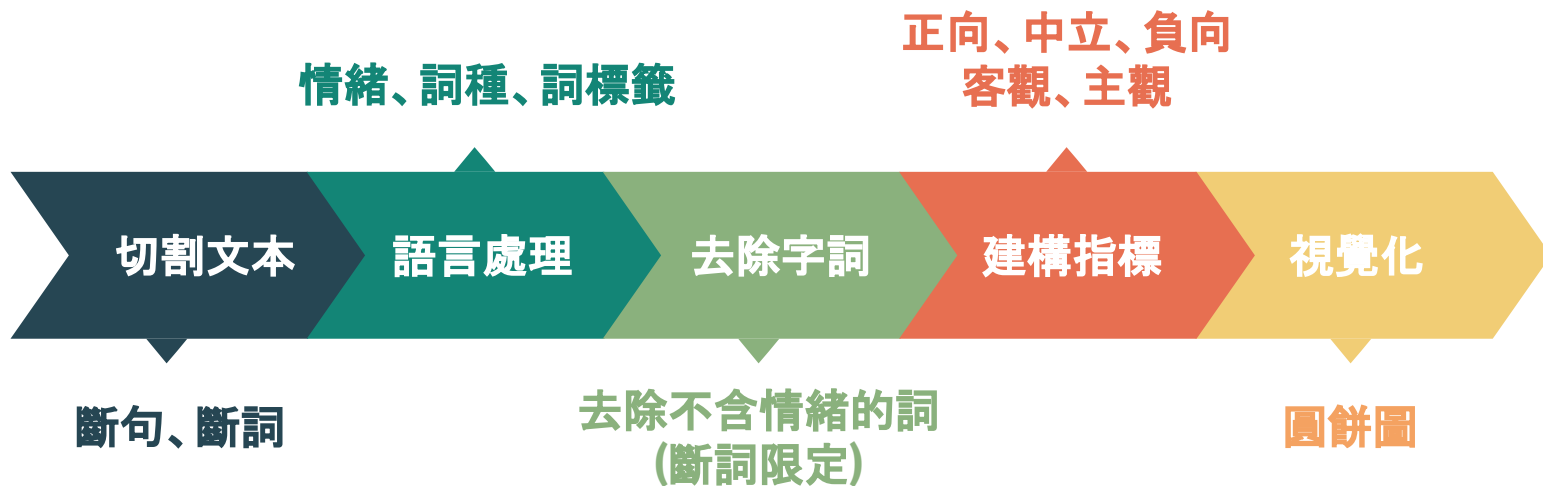 正向、中立、負向
客觀、主觀
情緒、詞種、詞標籤
切割文本
語言處理
去除字詞
建構指標
視覺化
斷句、斷詞
去除不含情緒的詞
(斷詞限定)
圓餅圖